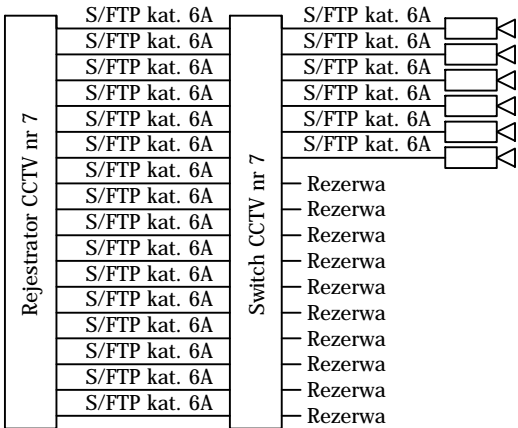 S/FTP kat. 6A S/FTP kat. 6A
S/FTP kat. 6A S/FTP kat. 6A
S/FTP kat. 6A S/FTP kat. 6A
S/FTP kat. 6A S/FTP kat. 6A
S/FTP kat. 6A S/FTP kat. 6A
S/FTP kat. 6A S/FTP kat. 6A
S/FTP kat. 6A Rezerwa
S/FTP kat. 6A Rezerwa
S/FTP kat. 6A Rezerwa
S/FTP kat. 6A Rezerwa
S/FTP kat. 6A Rezerwa
S/FTP kat. 6A Rezerwa
S/FTP kat. 6A Rezerwa
S/FTP kat. 6A Rezerwa
S/FTP kat. 6A Rezerwa
S/FTP kat. 6A Rezerwa
Rejestrator CCTV nr 7
Switch CCTV nr 7